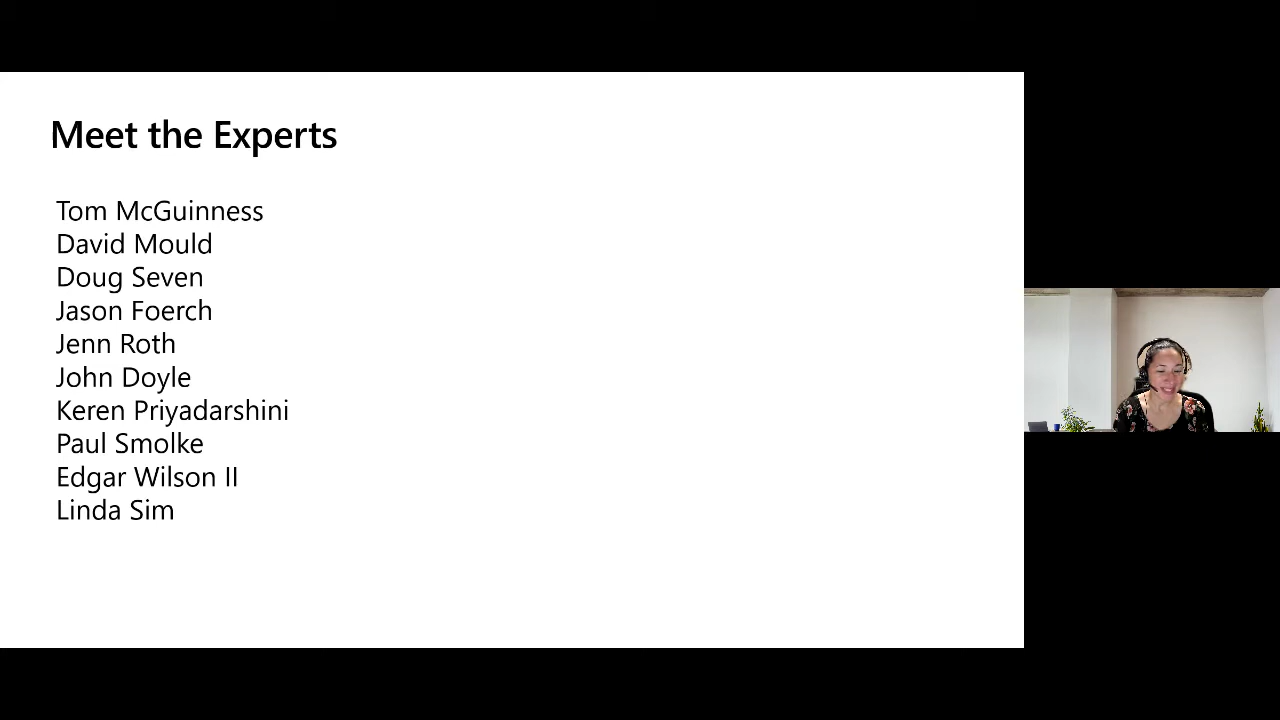 Meet the Experts
Tom McGuinness
David Mould
Doug Seven
Jason Foerch
Jenn Roth
John Doyle
Keren Priyadarshini
Paul Smolke
Edgar Wilson II
Linda Sim